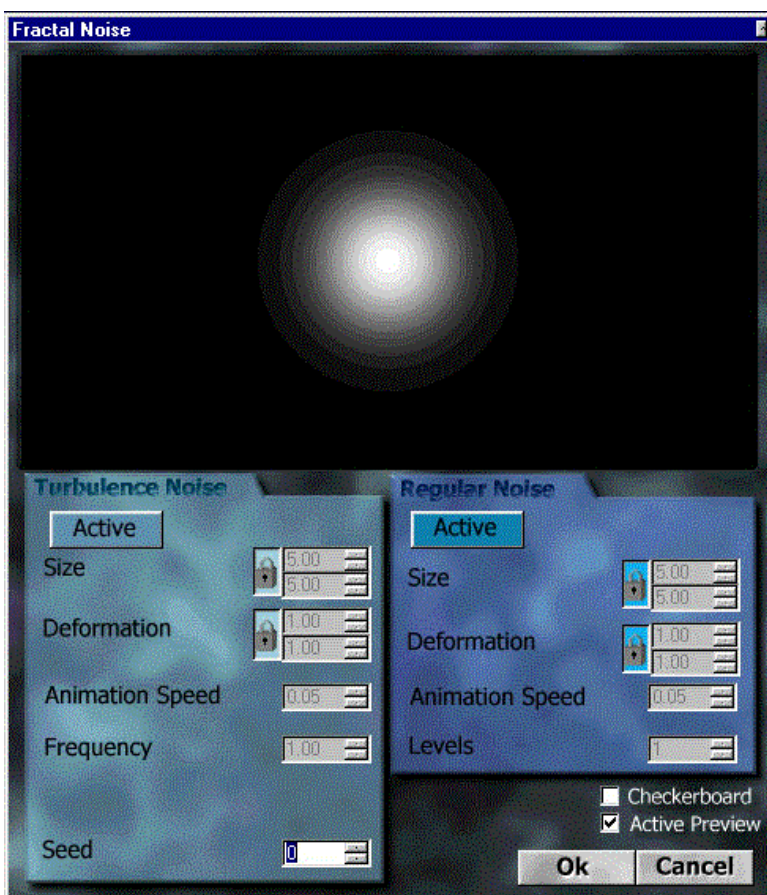 Fractal Noise
Turbulence Noise
Active
Size
5.00
5.00
Deformation
1.00
1.00
Animation Speed
0.05
Frequency
1.00
Seed
0
Regular Noise
Active
Size
5.00
5.00
Deformation
1.00
1.00
Animation Speed
0.05
Levels
1
Checkerboard
Active Preview
Ok
Cancel